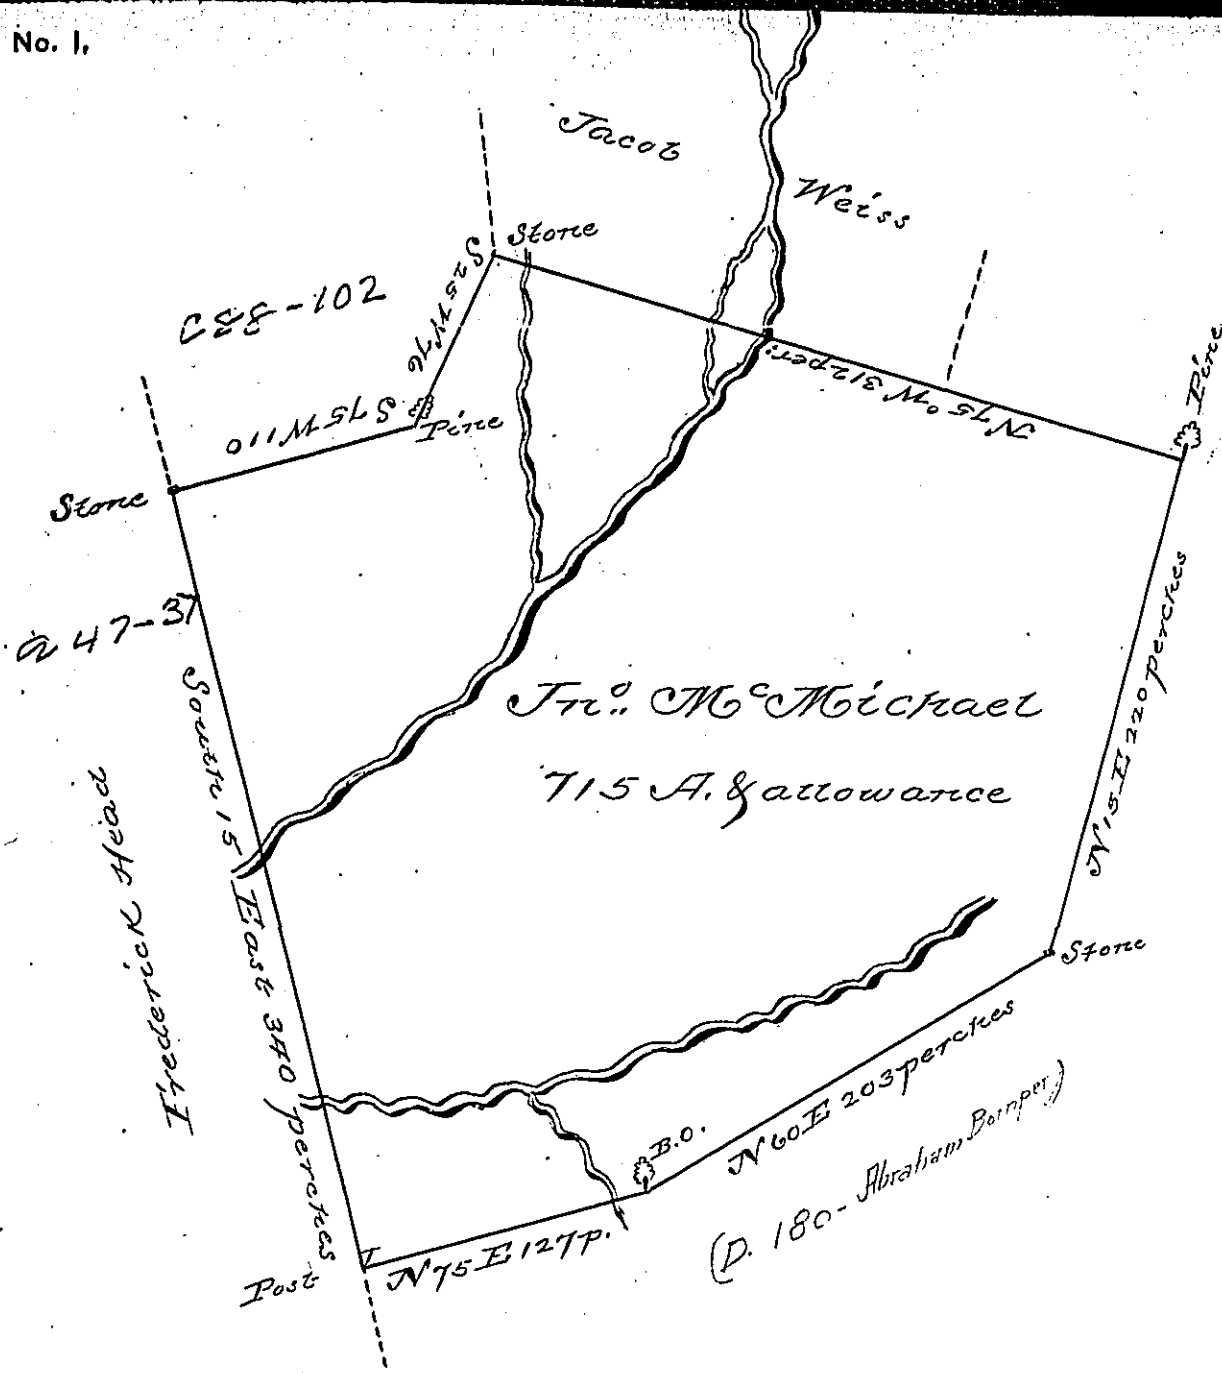 No. 1.
Jacob
Weiss
Stone
S 25 W 76
C88-102
S 75 W 110
Pine
N 75° W 312 per:
Pine
Stone
a 47-37
N 15 E 220 perches
South 15 East 340 perches
Jnº. McMichael
715 A. & allowance
Frederick Head
Stone
B.O.
N 60 E 203 perches
N 75 E 127 p.
Post
(D. 180- Abraham Bomper)